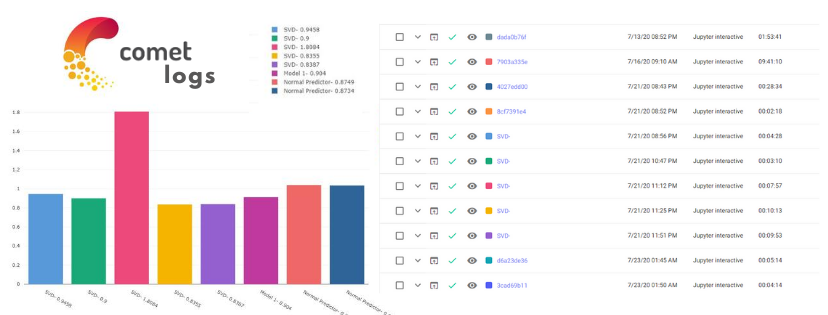 comet
logs
SVD- 0.9458
SVD- 0.9
SVD- 1.8084
SVD- 0.8355
SVD- 0.8387
Model 1- 0.904
Normal Predictor- 0.8749
Normal Predictor- 0.8734
1.8
1.6
1.4
1.2
1
0.8
0.6
0.4
0.2
0
SVD- 0.9458
SVD- 0.9
SVD- 1.8084
SVD- 0.8355
SVD- 0.8387
Model 1- 0.904
Normal Predictor- 0.
Normal Predictor- 0.
dada0b76f 7/13/20 08:52 PM Jupyter interactive 01:53:41
7903a335e 7/16/20 09:10 AM Jupyter interactive 09:41:10
4027edd00 7/21/20 08:43 PM Jupyter interactive 00:28:34
8cf7391e4 7/21/20 08:52 PM Jupyter interactive 00:02:18
SVD- 7/21/20 08:56 PM Jupyter interactive 00:04:28
SVD- 7/21/20 10:47 PM Jupyter interactive 00:03:10
SVD- 7/21/20 11:12 PM Jupyter interactive 00:07:57
SVD- 7/21/20 11:25 PM Jupyter interactive 00:10:13
SVD- 7/21/20 11:51 PM Jupyter interactive 00:09:53
d6a23de36 7/23/20 01:45 AM Jupyter interactive 00:05:14
3cad60b11 7/23/20 01:50 AM Jupyter interactive 00:04:14